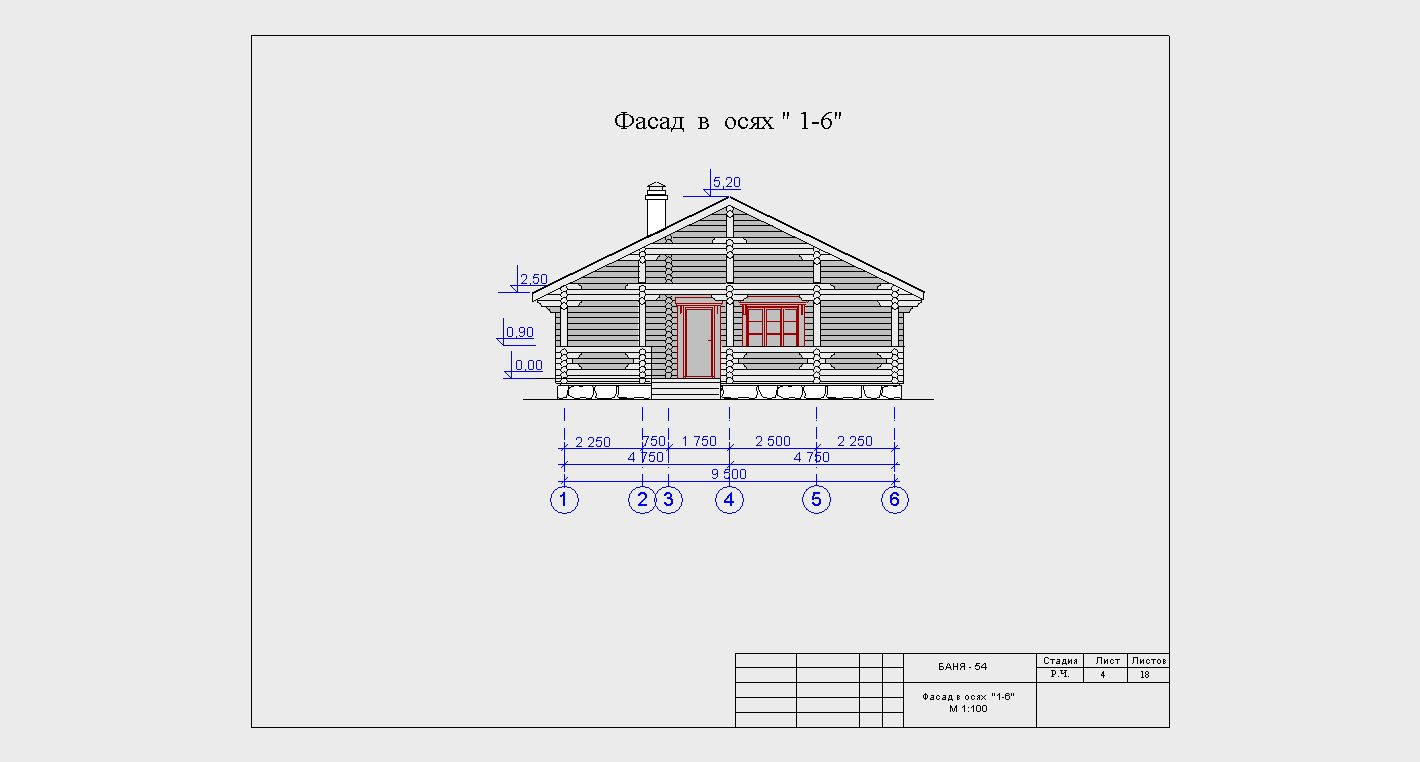 Фасад в осях " 1-6"
5,20
2,50
0,90
0,00
2 250 750 1 750 2 500 2 250
4 750 4 750
9 500
1 2 3 4 5 6
БАНЯ - 54 Стадия Лист Листов
Р.Ч. 4 18
Фасад в осях "1-6"
М 1:100